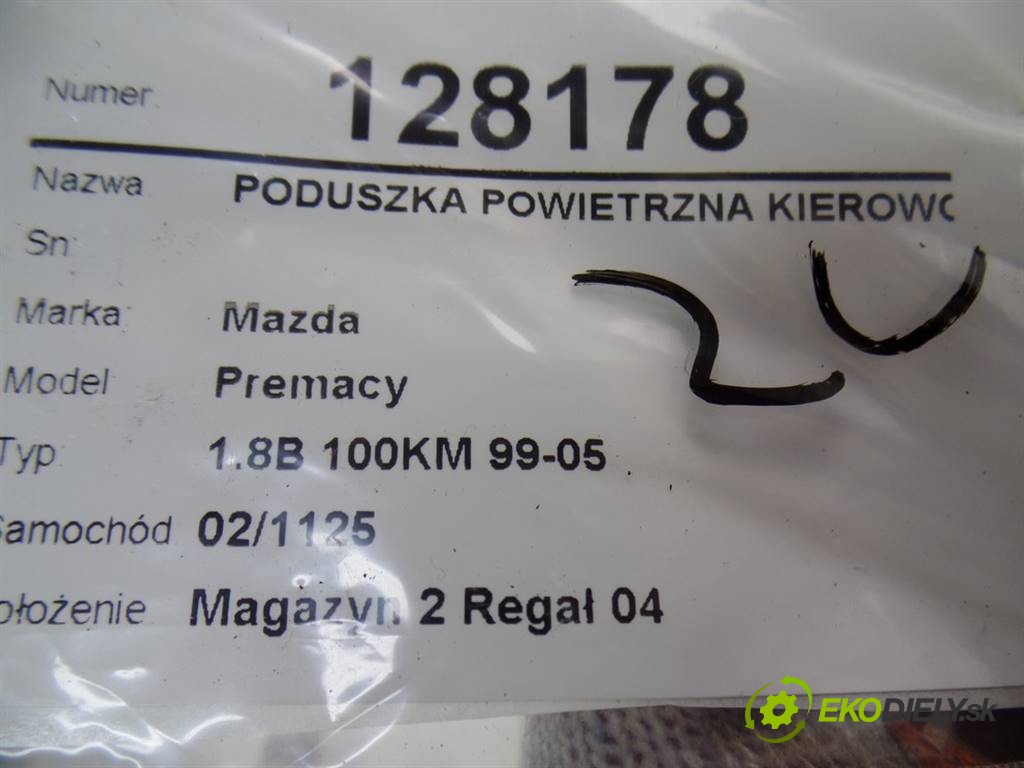 Numer. 128178
Nazwa PODUSZKA POWIETRZNA KIEROWC
Sn:
Marka: Mazda
Model Premacy
Typ: 1.8B 100KM 99-05
Samochód 02/1125
ołożenie Magazyn 2 Regał 04
EKODIELY.sk